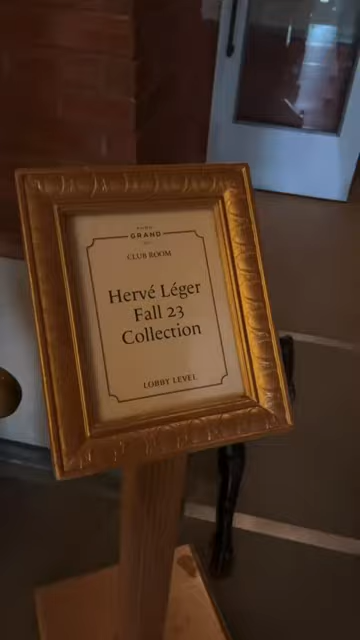 GRAND
CLUB ROOM
Hervé Léger
Fall 23
Collection
LOBBY LEVEL